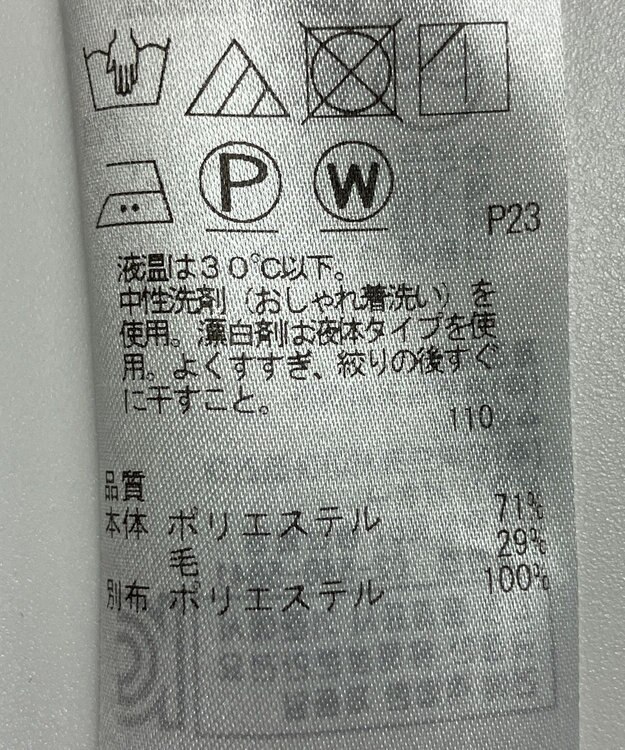 P W
P23
液温は30℃以下。
中性洗剤（おしゃれ着洗い）を
使用。漂白剤は液体タイプを使
用。よくすすぎ、絞りの後すぐ
に干すこと。
110
品質
本体 ポリエステル 71%
毛 29%
別布 ポリエステル 100%